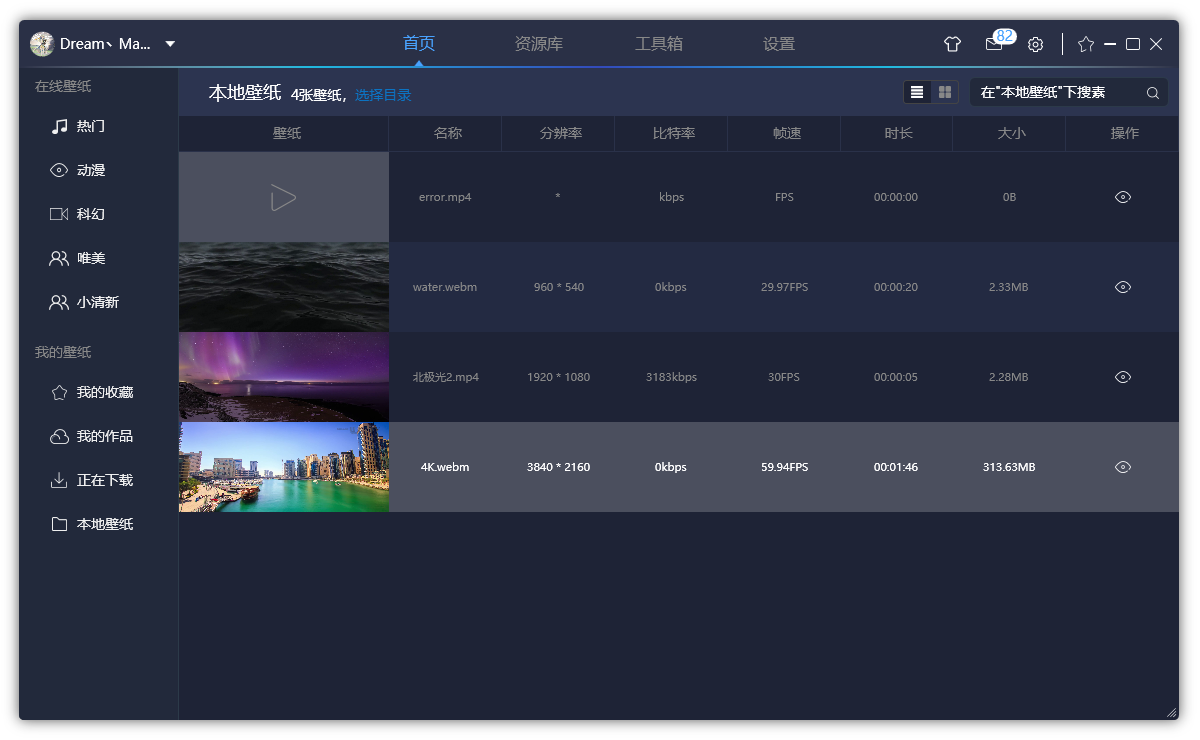 Dream丶Ma...
首页
资源库
工具箱
设置
82
在线壁纸
热门
动漫
科幻
唯美
小清新
我的壁纸
我的收藏
我的作品
正在下载
本地壁纸
本地壁纸 4张壁纸，选择目录
在"本地壁纸"下搜素
壁纸 名称 分辨率 比特率 帧速 时长 大小 操作
error.mp4 * kbps FPS 00:00:00 0B
water.webm 960 * 540 0kbps 29.97FPS 00:00:20 2.33MB
北极光2.mp4 1920 * 1080 3183kbps 30FPS 00:00:05 2.28MB
4K.webm 3840 * 2160 0kbps 59.94FPS 00:01:46 313.63MB